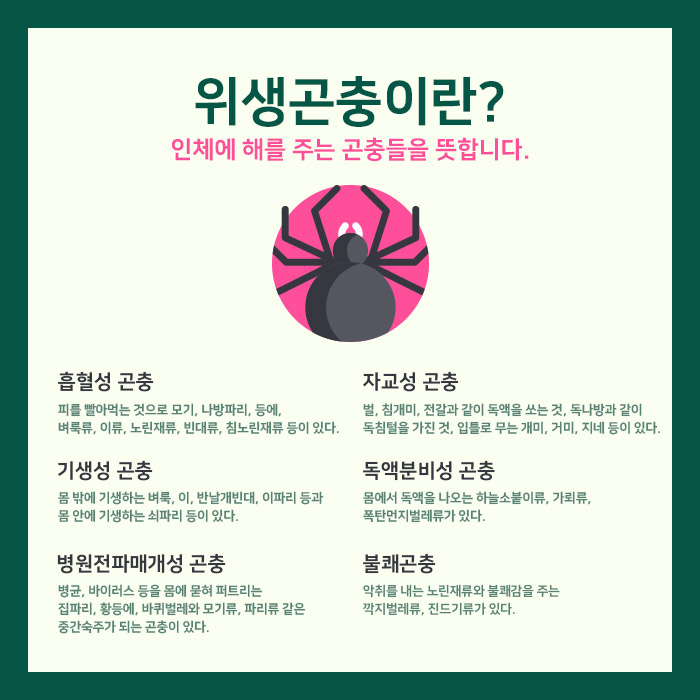 위생곤충이란?
인체에 해를 주는 곤충들을 뜻합니다.
흡혈성 곤충
피를 빨아먹는 것으로 모기, 나방파리, 등에,
벼룩류, 이류, 노린재류, 빈대류, 침노린재류 등이 있다.
자교성 곤충
벌, 침개미, 전갈과 같이 독액을 쏘는 것, 독나방과 같이
독침털을 가진 것, 입틀로 무는 개미, 거미, 지네 등이 있다.
기생성 곤충
몸 밖에 기생하는 벼룩, 이, 반날개빈대, 이파리 등과
몸 안에 기생하는 쇠파리 등이 있다.
독액분비성 곤충
몸에서 독액을 나오는 하늘소붙이류, 가뢰류,
폭탄먼지벌레류가 있다.
병원전파매개성 곤충
병균, 바이러스 등을 몸에 묻혀 퍼트리는
집파리, 황등에, 바퀴벌레와 모기류, 파리류 같은
중간숙주가 되는 곤충이 있다.
불쾌곤충
악취를 내는 노린재류와 불쾌감을 주는
깍지벌레류, 진드기류가 있다.